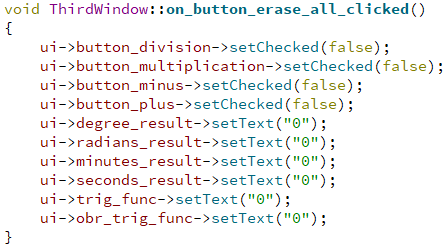 void ThirdWindow::on_button_erase_all_clicked()
{
    ui->button_division->setChecked(false);
    ui->button_multiplication->setChecked(false);
    ui->button_minus->setChecked(false);
    ui->button_plus->setChecked(false);
    ui->degree_result->setText("0");
    ui->radians_result->setText("0");
    ui->minutes_result->setText("0");
    ui->seconds_result->setText("0");
    ui->trig_func->setText("0");
    ui->obr_trig_func->setText("0");
}